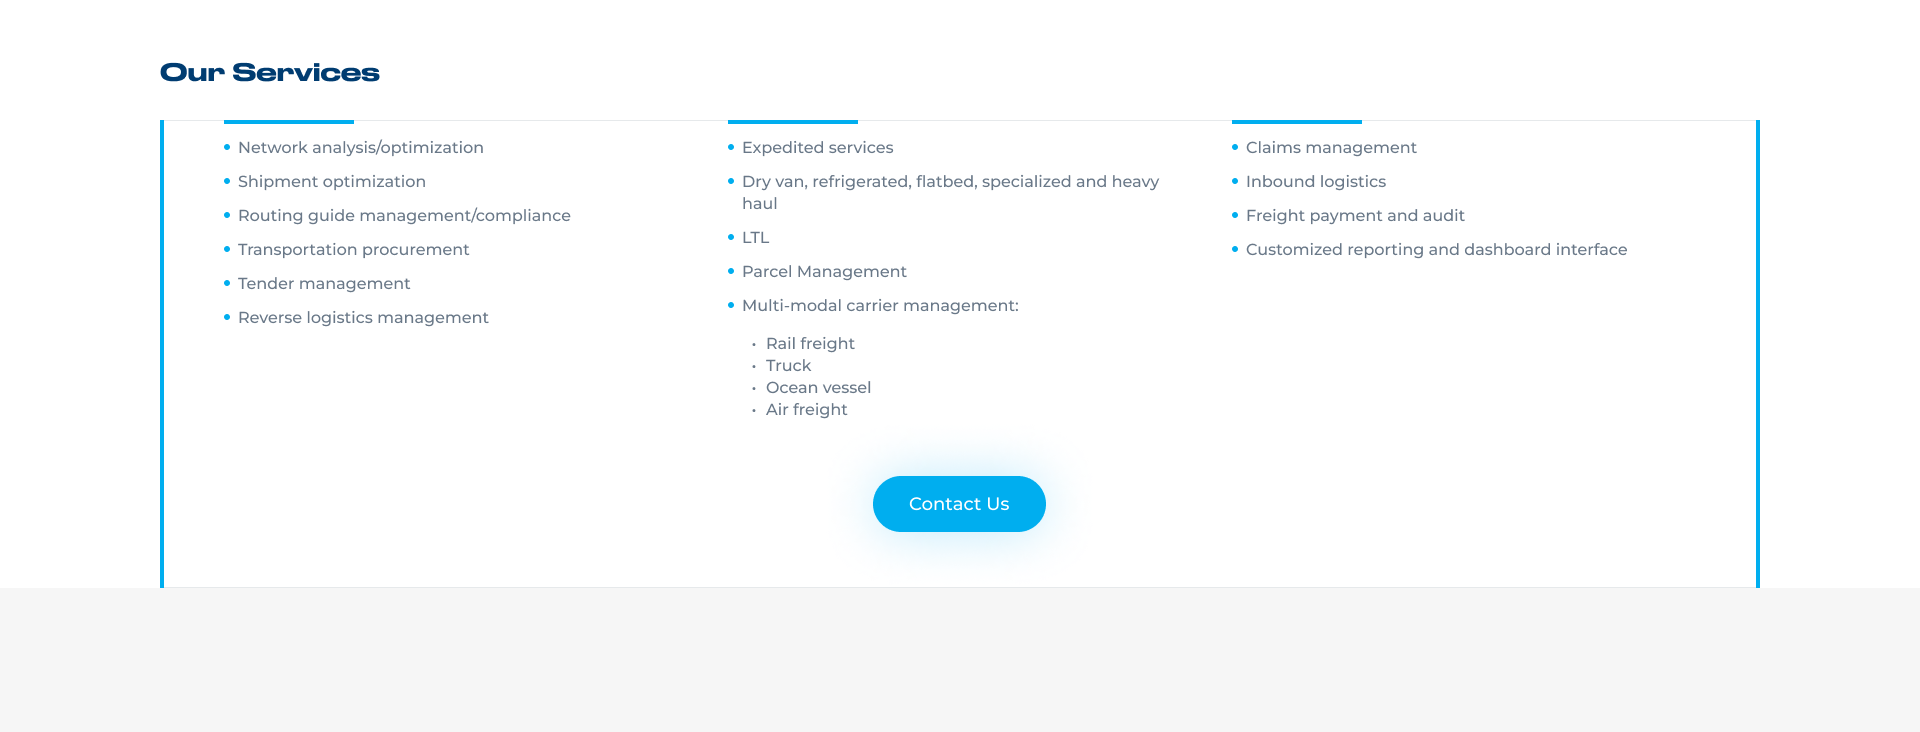 Our Services
Network analysis/optimization
Shipment optimization
Routing guide management/compliance
Transportation procurement
Tender management
Reverse logistics management
Expedited services
Dry van, refrigerated, flatbed, specialized and heavy
haul
LTL
Parcel Management
Multi-modal carrier management:
Rail freight
Truck
Ocean vessel
Air freight
Claims management
Inbound logistics
Freight payment and audit
Customized reporting and dashboard interface
Contact Us